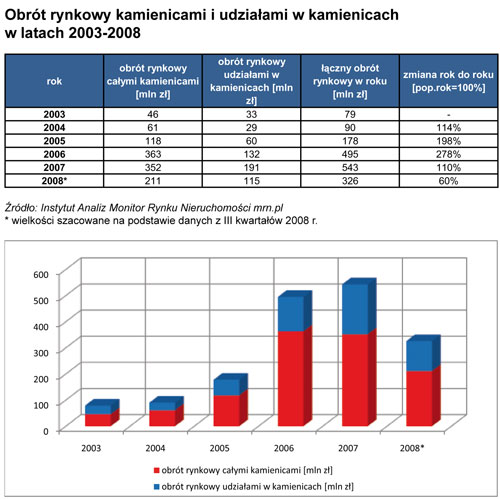 Obrót rynkowy kamienicami i udziałami w kamienicach
w latach 2003-2008
rok
obrót rynkowy
całymi kamienicami
[mln zł]
obrót rynkowy
udziałami w
kamienicach [mln
zł]
łączny obrót
rynkowy w roku
[mln zł]
zmiana rok do roku
[pop.rok=100%]
2003 46 33 79 -
2004 61 29 90 114%
2005 118 60 178 198%
2006 363 132 495 278%
2007 352 191 543 110%
2008* 211 115 326 60%
Źródło: Instytut Analiz Monitor Rynku Nieruchomości mrn.pl
* wielkości szacowane na podstawie danych z III kwartałów 2008 r.
600
500
400
300
200
100
0
2003 2004 2005 2006 2007 2008*
obrót rynkowy całymi kamienicami [mln zł]
obrót rynkowy udziałami w kamienicach [mln zł]